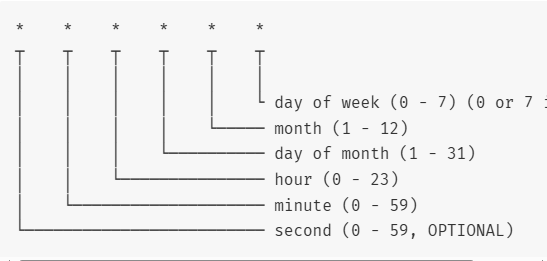 * * * * * *
day of week (0 - 7) (0 or 7
month (1 - 12)
day of month (1 - 31)
hour (0 - 23)
minute (0 - 59)
second (0 - 59, OPTIONAL)